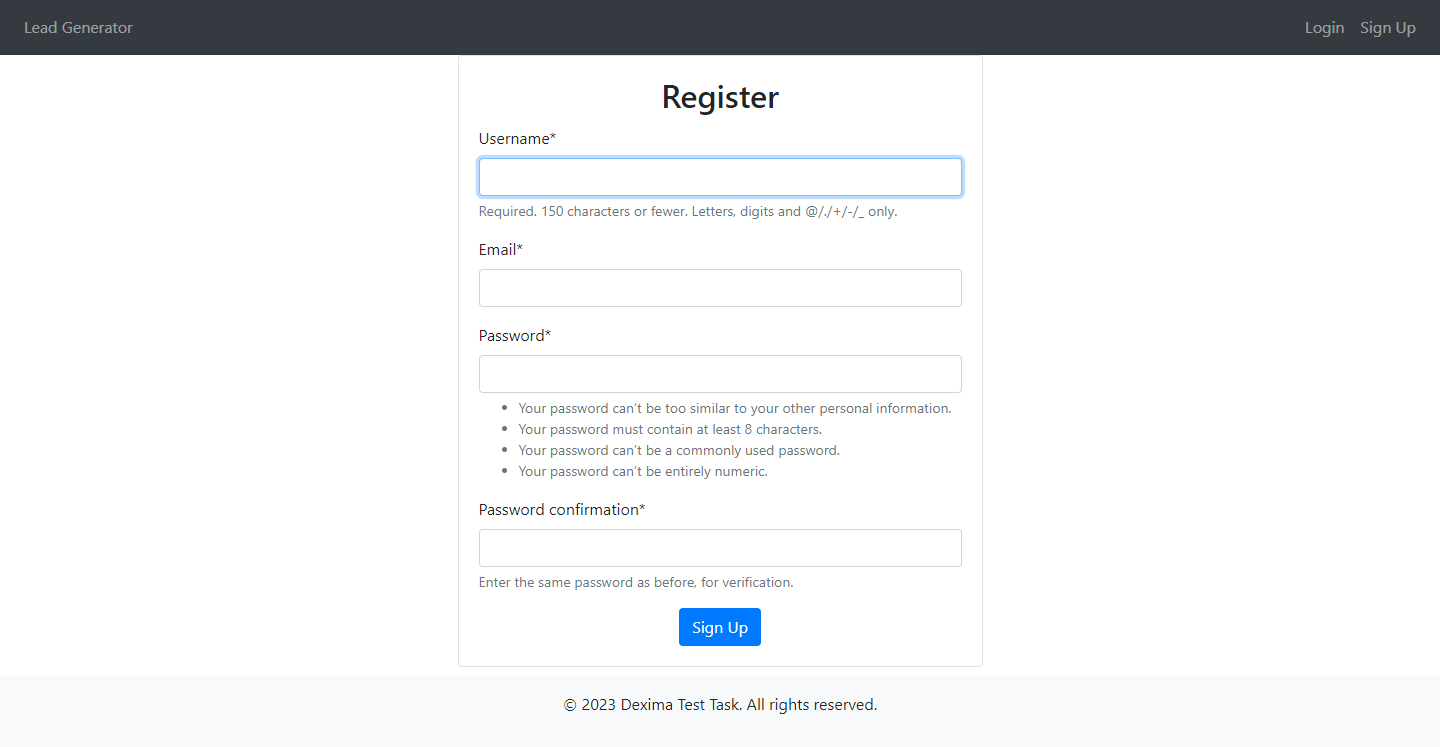 Lead Generator
Login Sign Up
Register
Username*
Required. 150 characters or fewer. Letters, digits and @/./+/-/_ only.
Email*
Password*
Your password can't be too similar to your other personal information.
Your password must contain at least 8 characters.
Your password can't be a commonly used password.
Your password can't be entirely numeric.
Password confirmation*
Enter the same password as before, for verification.
Sign Up
© 2023 Dexima Test Task. All rights reserved.